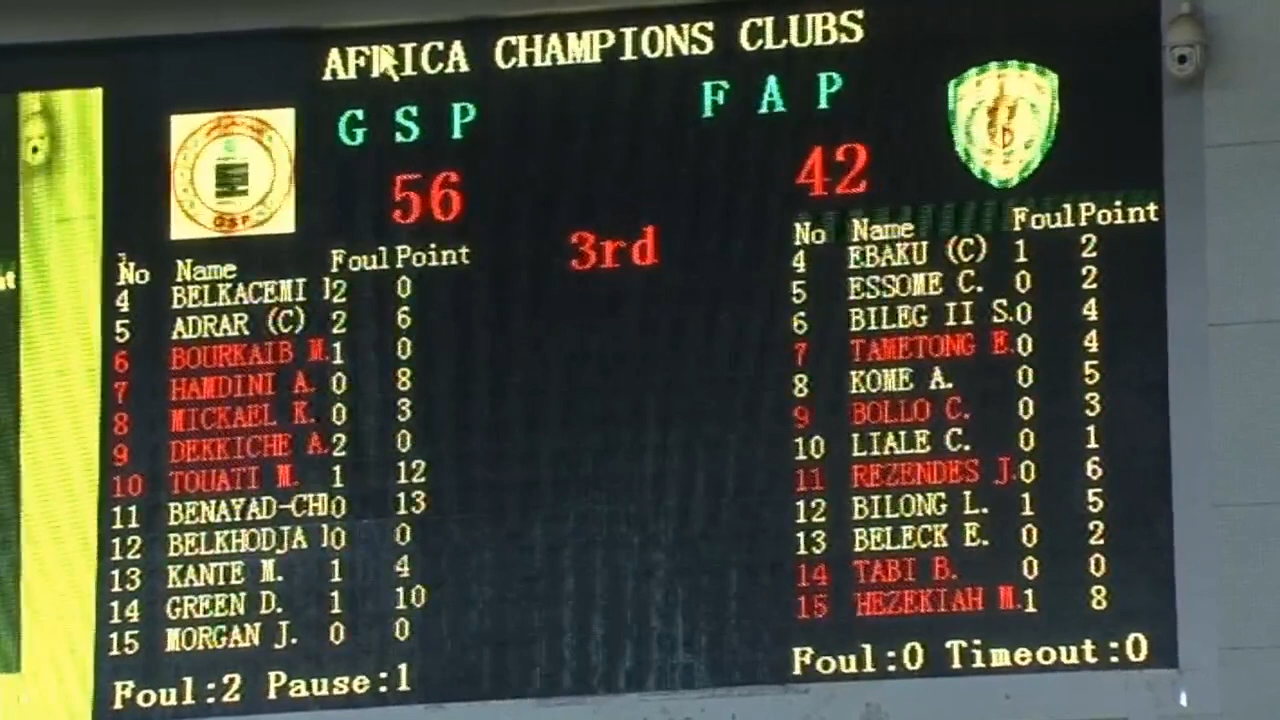 AFRICA CHAMPIONS CLUBS
GSP
FAP
56
42
3rd
GSP
No Name Foul Point
4 BELKACEMI 2 0
5 ADRAR (C) 2 6
6 BOURKAIB M. 1 0
7 HAMDINI A. 0 8
8 MICKAEL K. 0 3
9 DEKKICHE A. 2 0
10 TOUATI M. 1 12
11 BENAYAD-CH 0 13
12 BELKHODJA 0 0
13 KANTE M. 1 4
14 GREEN D. 1 10
15 MORGAN J. 0 0
Foul:2 Pause:1
No Name Foul Point
4 EBAKU (C) 1 2
5 ESSOME C. 0 2
6 BILEG II S. 0 4
7 TAMETONG E. 0 4
8 KOME A. 0 5
9 BOLLO C. 0 3
10 LIALE C. 0 1
11 REZENDES J. 0 6
12 BILONG L. 1 5
13 BELECK E. 0 2
14 TABI B. 0 0
15 HEZEKIAH M. 1 8
Foul:0 Timeout:0